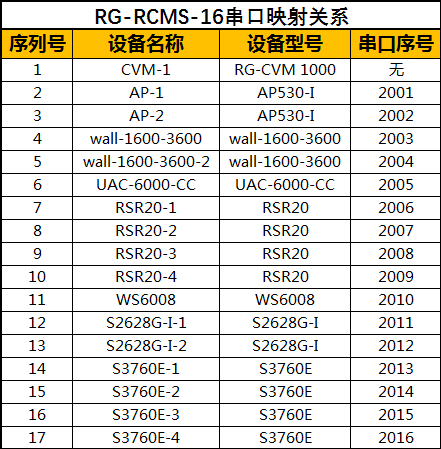 RG-RCMS-16串口映射关系
序列号 设备名称 设备型号 串口序号
1 CVM-1 RG-CVM 1000 无
2 AP-1 AP530-I 2001
3 AP-2 AP530-I 2002
4 wall-1600-3600 wall-1600-3600 2003
5 wall-1600-3600-2 wall-1600-3600 2004
6 UAC-6000-CC UAC-6000-CC 2005
7 RSR20-1 RSR20 2006
8 RSR20-2 RSR20 2007
9 RSR20-3 RSR20 2008
10 RSR20-4 RSR20 2009
11 WS6008 WS6008 2010
12 S2628G-I-1 S2628G-I 2011
13 S2628G-I-2 S2628G-I 2012
14 S3760E-1 S3760E 2013
15 S3760E-2 S3760E 2014
16 S3760E-3 S3760E 2015
17 S3760E-4 S3760E 2016